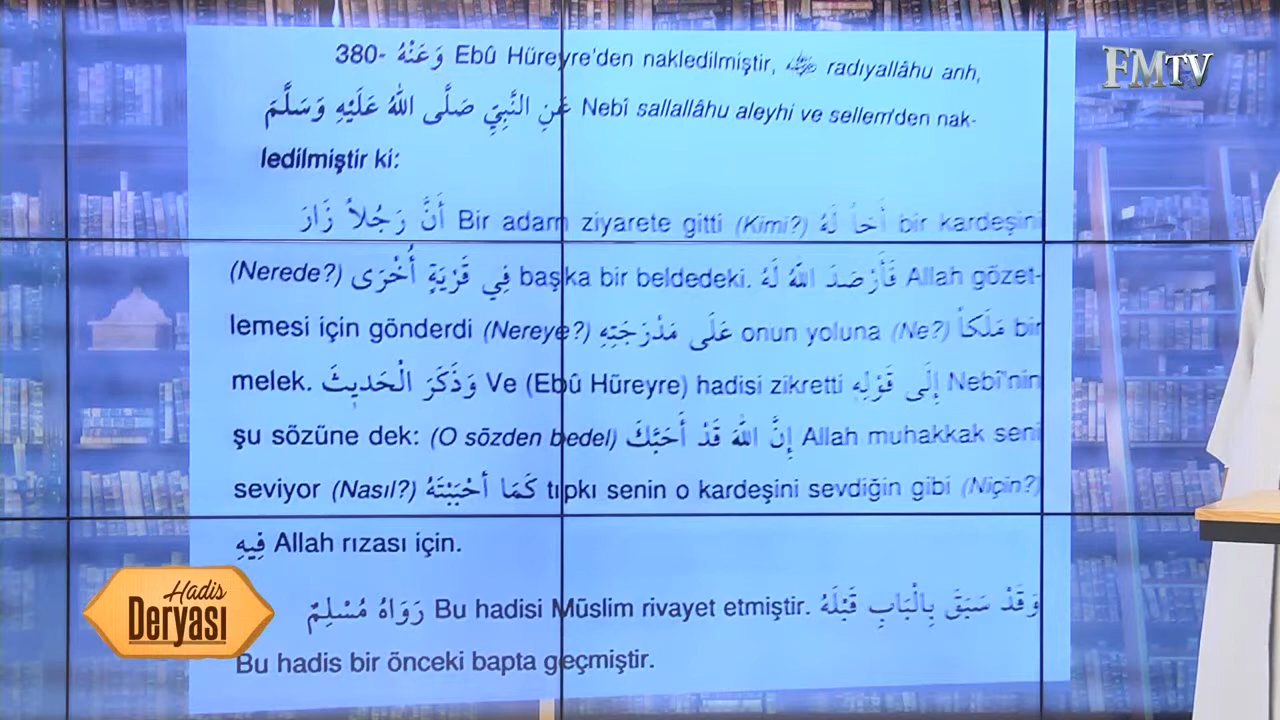 380- وَعَنْهُ Ebû Hüreyre'den nakledilmiştir, radıyallâhu anh,
عَنِ النَّبِيِّ صَلَّى اللهُ عَلَيْهِ وَسَلَّمَ Nebî sallallâhu aleyhi ve sellem'den nak-
ledilmiştir ki:
أَنَّ رَجُلاً زَارَ Bir adam ziyarete gitti (Kimi?) أَخاً لَهُ bir kardeşini
(Nerede?) فِي قَرْيَةٍ أُخْرَى başka bir beldedeki. فَأَرْصَدَ اللهُ لَهُ Allah gözet-
lemesi için gönderdi (Nereye?) عَلَى مَدْرَجَتِهِ onun yoluna (Ne?) مَلَكاً bir
melek. وَذَكَرَ الْحَدِيثَ Ve (Ebû Hüreyre) hadisi zikretti إِلَى قَوْلِهِ Nebî'nin
şu sözüne dek: (O sözden bedel) إِنَّ اللهَ قَدْ أَحَبَّكَ Allah muhakkak seni
seviyor (Nasıl?) كَمَا أَحْبَبْتَهُ tıpkı senin o kardeşini sevdiğin gibi (Niçin?)
فِيهِ Allah rızası için.
رَوَاهُ مُسْلِمٌ Bu hadisi Müslim rivayet etmiştir. وَقَدْ سَبَقَ بِالْبَابِ قَبْلَهُ
Bu hadis bir önceki bapta geçmiştir.
FMTV
Hadis
Deryası